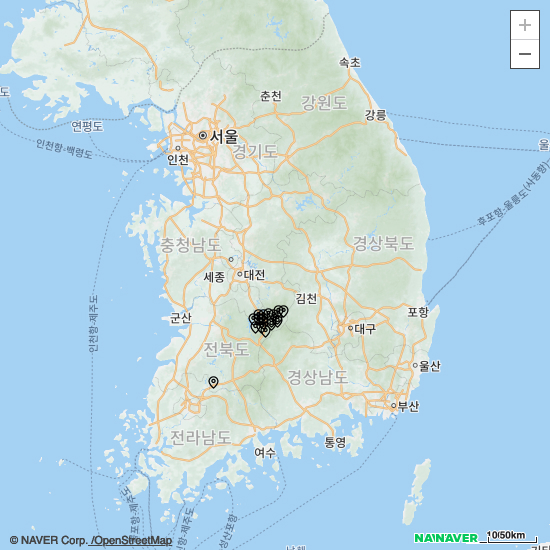 속초
도
춘천
강원도
강릉
연평도
서울
인천항-백령도
인천
경기도
울
후포항-울릉도(사동항)
충청남도
경상북도
세종
대전
김천
군산
포항
인천항-제주도
대구
전북도
경상남도
울산
부산
전라남도
통영
여수
© NAVER Corp. /OpenStreetMap
NAVER
10/50km